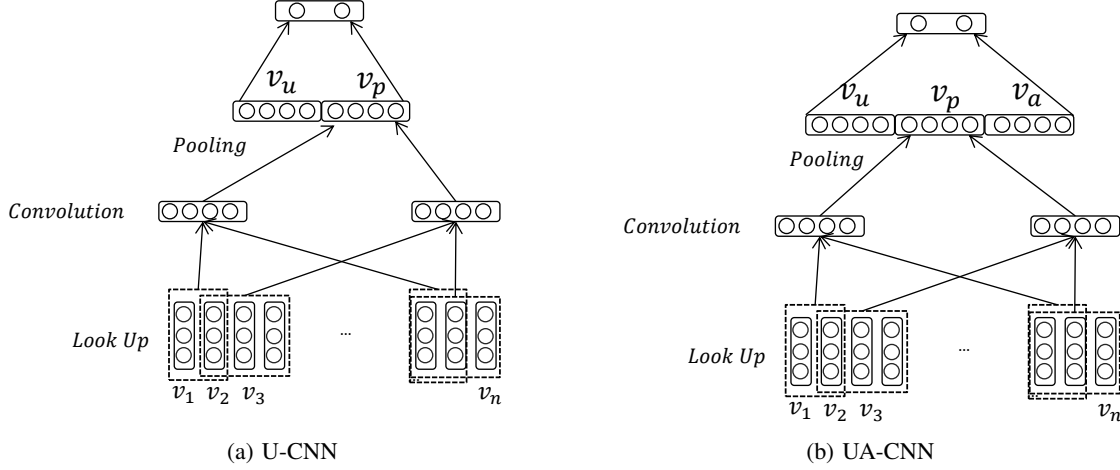 v_u v_p
Pooling
Convolution
Look Up
...
v_1 v_2 v_3 v_n
(a) U-CNN
v_u v_p v_a
Pooling
Convolution
Look Up
...
v_1 v_2 v_3 v_n
(b) UA-CNN